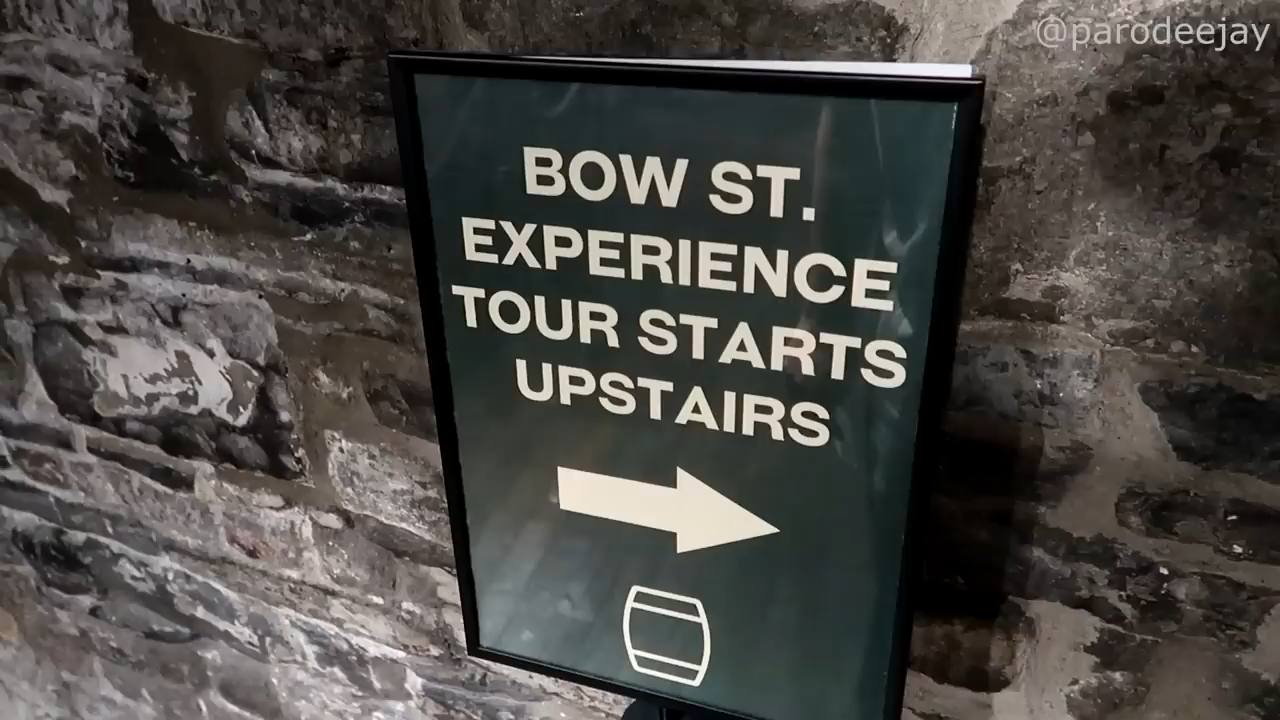 @parodeejay
BOW ST.
EXPERIENCE
TOUR STARTS
UPSTAIRS